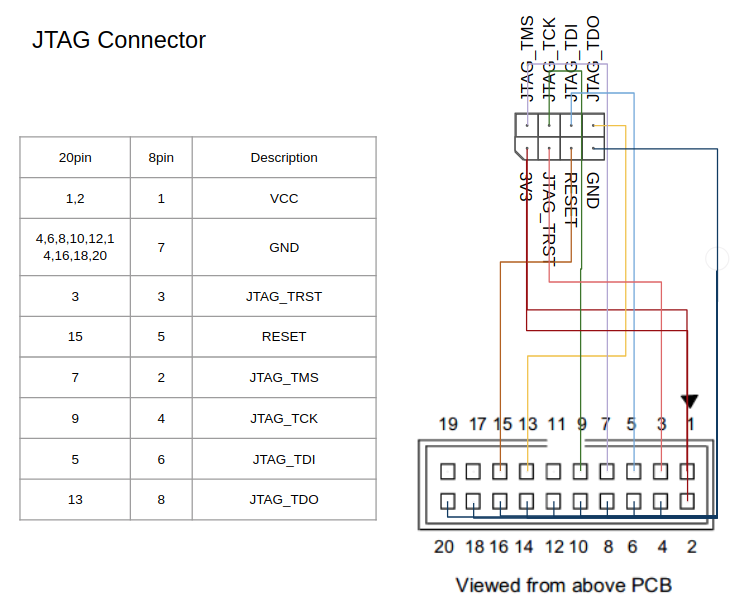 JTAG Connector
20pin 8pin Description
1,2 1 VCC
4,6,8,10,12,1
4,16,18,20 7 GND
3 3 JTAG_TRST
15 5 RESET
7 2 JTAG_TMS
9 4 JTAG_TCK
5 6 JTAG_TDI
13 8 JTAG_TDO
JTAG_TMS
JTAG_TCK
JTAG_TDI
JTAG_TDO
3V3
JTAG_TRST
RESET
GND
19 17 15 13 11 9 7 5 3 1
20 18 16 14 12 10 8 6 4 2
Viewed from above PCB